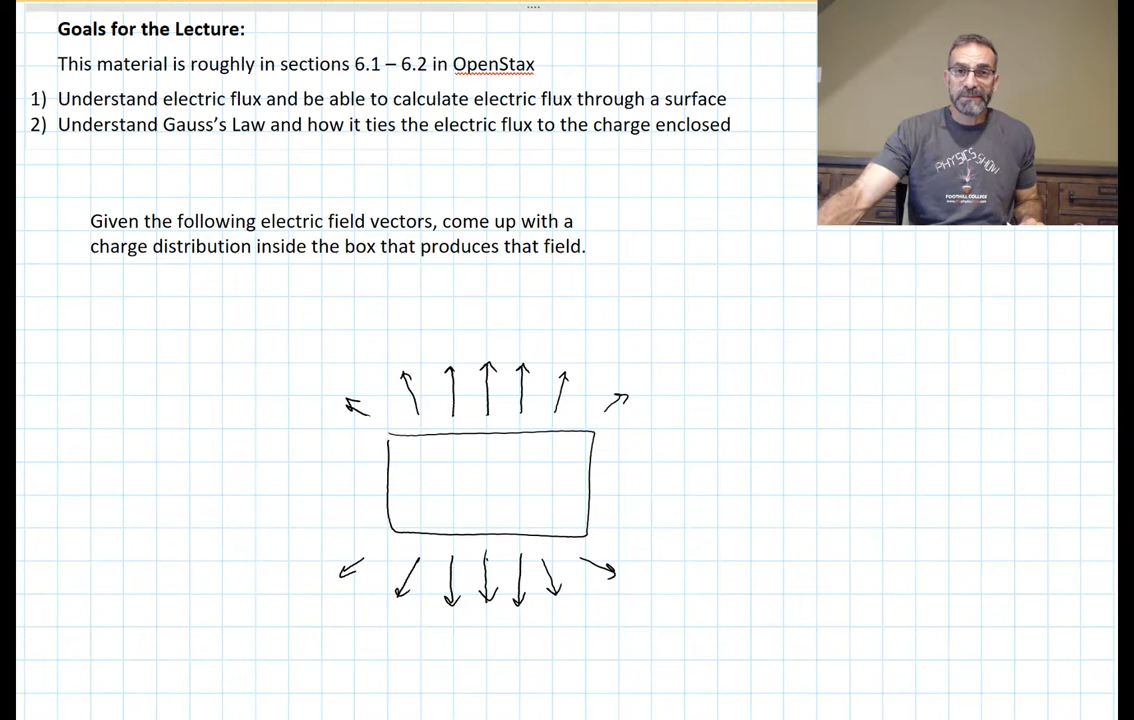 Goals for the Lecture:
This material is roughly in sections 6.1 – 6.2 in OpenStax
1) Understand electric flux and be able to calculate electric flux through a surface
2) Understand Gauss's Law and how it ties the electric flux to the charge enclosed
PHYSICS SHOW
FOOTHILL COLLEGE
Given the following electric field vectors, come up with a
charge distribution inside the box that produces that field.